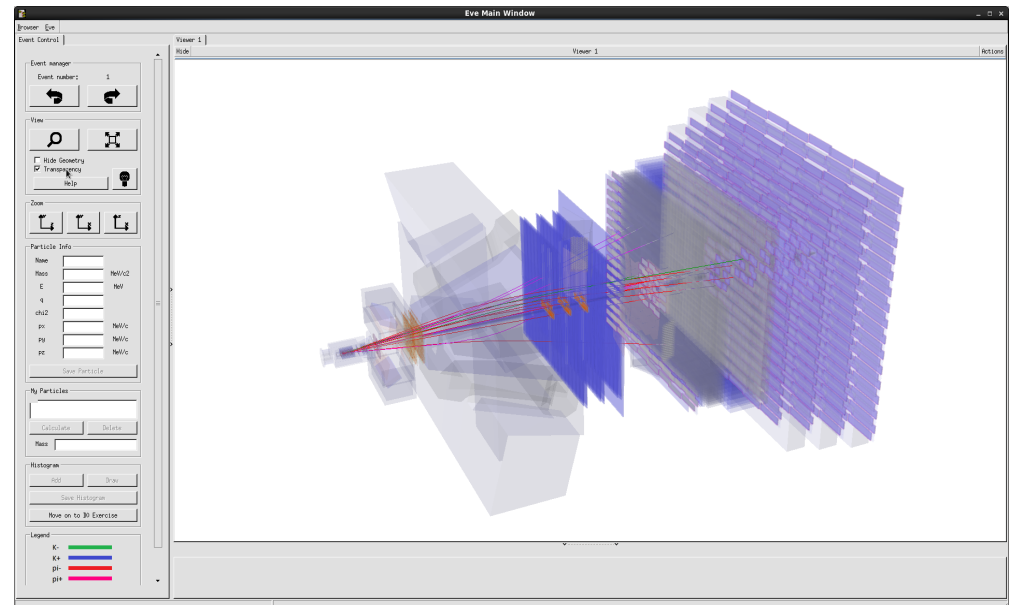 Eve Main Window
Browser Eve
Event Control
Viewer 1
Hide Viewer 1 Actions
Event manager
Event number: 1
View
Hide Geometry
Transparency
Help
Zoom
Particle Info
Name
Mass MeV/c2
E MeV
q
chi2
px MeV/c
py MeV/c
pz MeV/c
Save Particle
My Particles
Calculate Delete
Mass
Histogram
Add Draw
Save Histogram
Move on to D0 Exercise
Legend
K-
K+
pi-
pi+